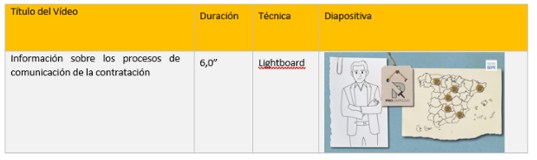 Título del Vídeo
Duración
Técnica
Diapositiva
Información sobre los procesos de
comunicación de la contratación
6,0”
Lightboard